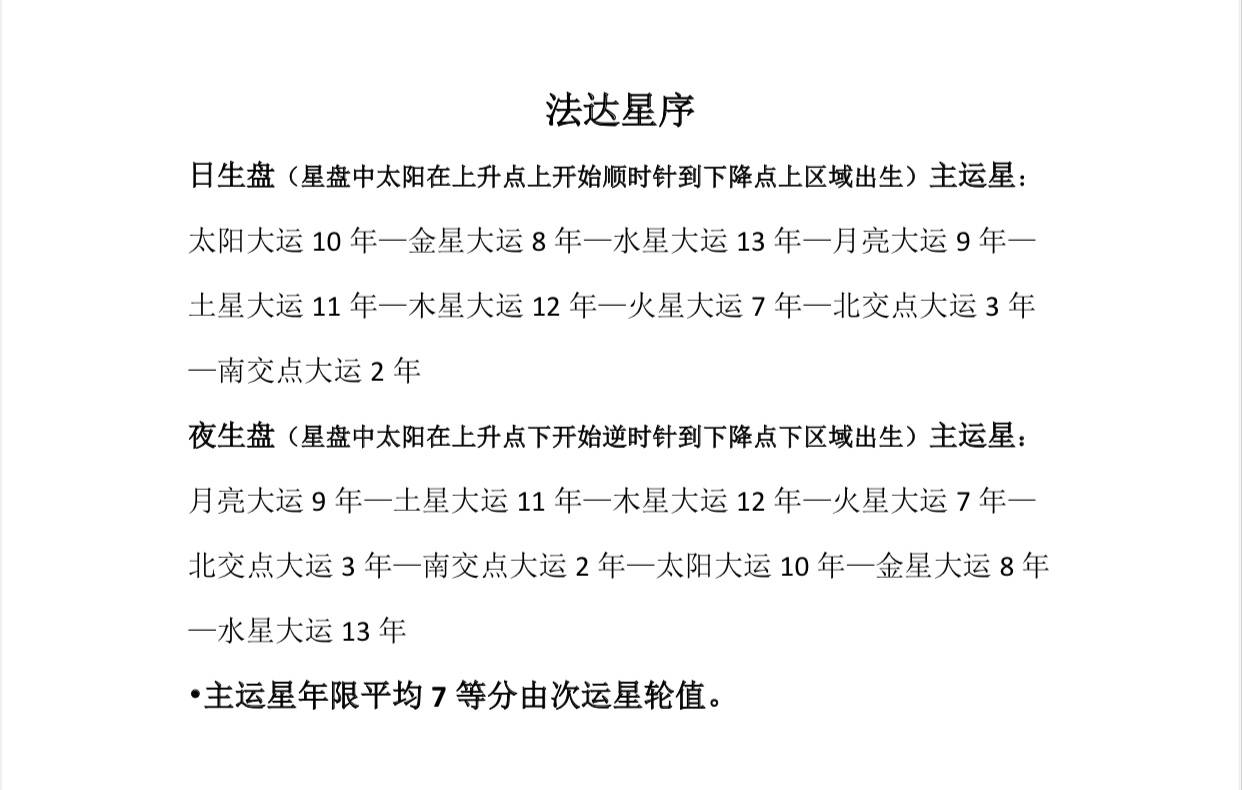 法达星序
日生盘（星盘中太阳在上升点上开始顺时针到下降点上区域出生）主运星：
太阳大运 10 年—金星大运 8 年—水星大运 13 年—月亮大运 9 年—
土星大运 11 年—木星大运 12 年—火星大运 7 年—北交点大运 3 年
—南交点大运 2 年
夜生盘（星盘中太阳在上升点下开始逆时针到下降点下区域出生）主运星：
月亮大运 9 年—土星大运 11 年—木星大运 12 年—火星大运 7 年—
北交点大运 3 年—南交点大运 2 年—太阳大运 10 年—金星大运 8 年
—水星大运 13 年
•主运星年限平均 7 等分由次运星轮值。